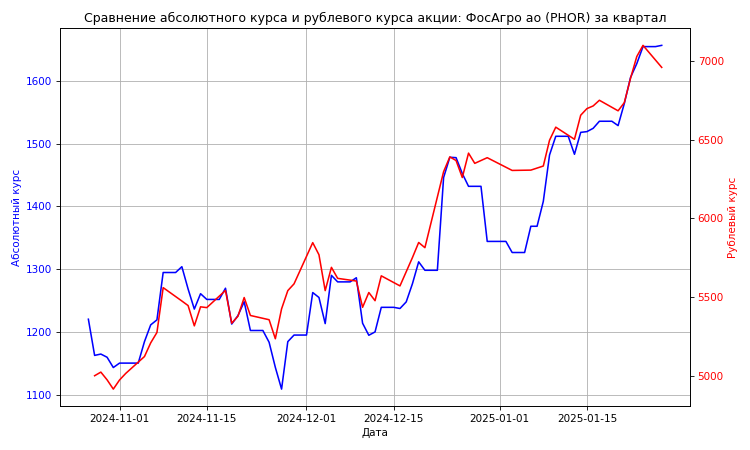 Сравнение абсолютного курса и рублевого курса акции: ФосАгро ао (PHOR) за квартал
Абсолютный курс
1600
1500
1400
1300
1200
1100
7000
6500
6000
5500
5000
Рублевый курс
2024-11-01 2024-11-15 2024-12-01 2024-12-15 2025-01-01 2025-01-15
Дата